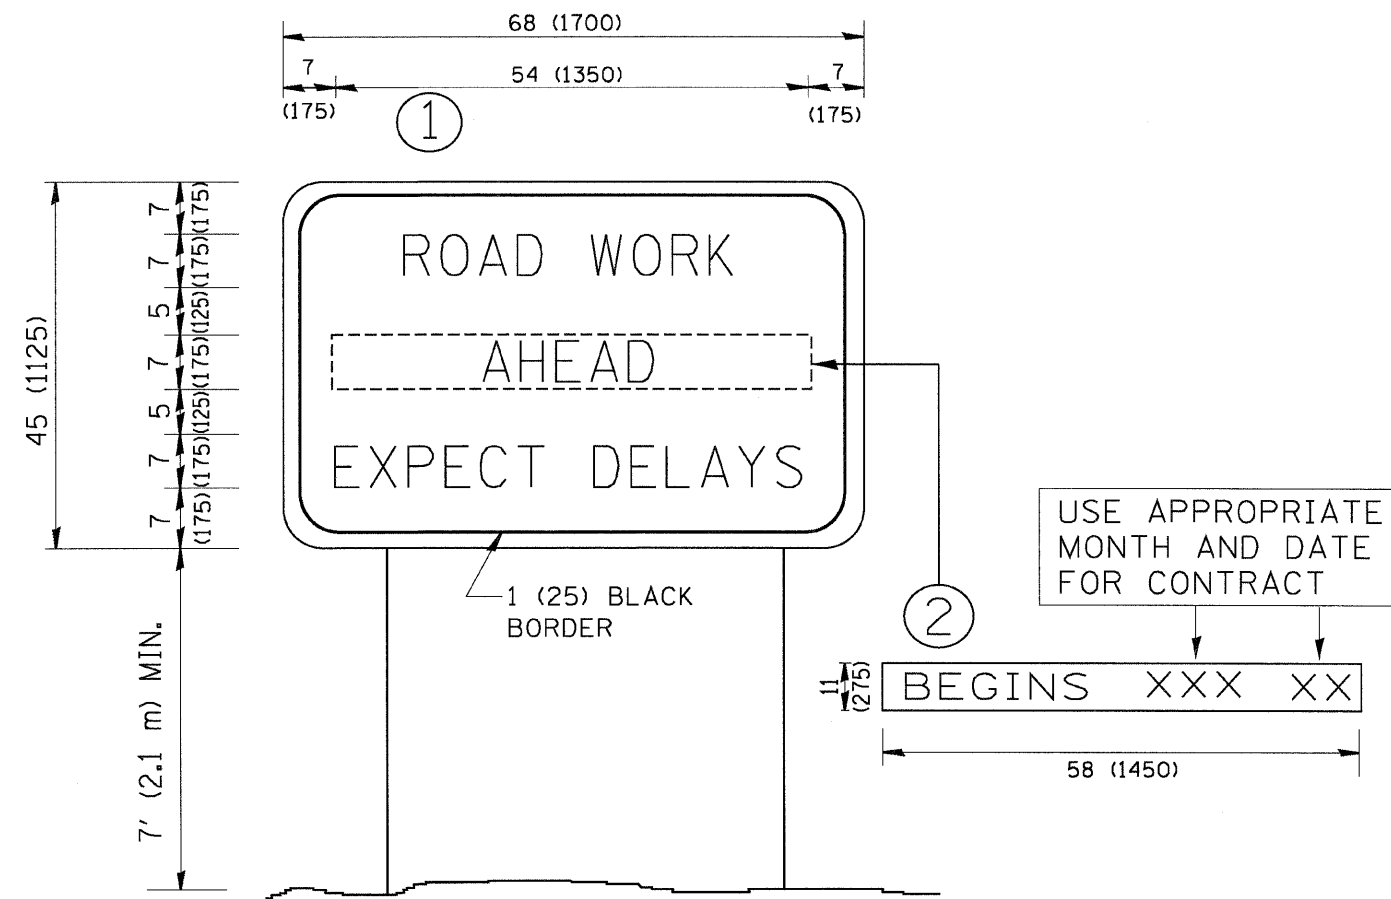 68 (1700)
7
54 (1350)
7
(175)
(175)
1
45 (1125)
7
(175)
7
(175)
5
(125)
7
(175)
5
(125)
7
(175)
7
(175)
ROAD WORK
AHEAD
EXPECT DELAYS
1 (25) BLACK
BORDER
7' (2.1 m) MIN.
2
USE APPROPRIATE
MONTH AND DATE
FOR CONTRACT
11
(275)
BEGINS XXX XX
58 (1450)